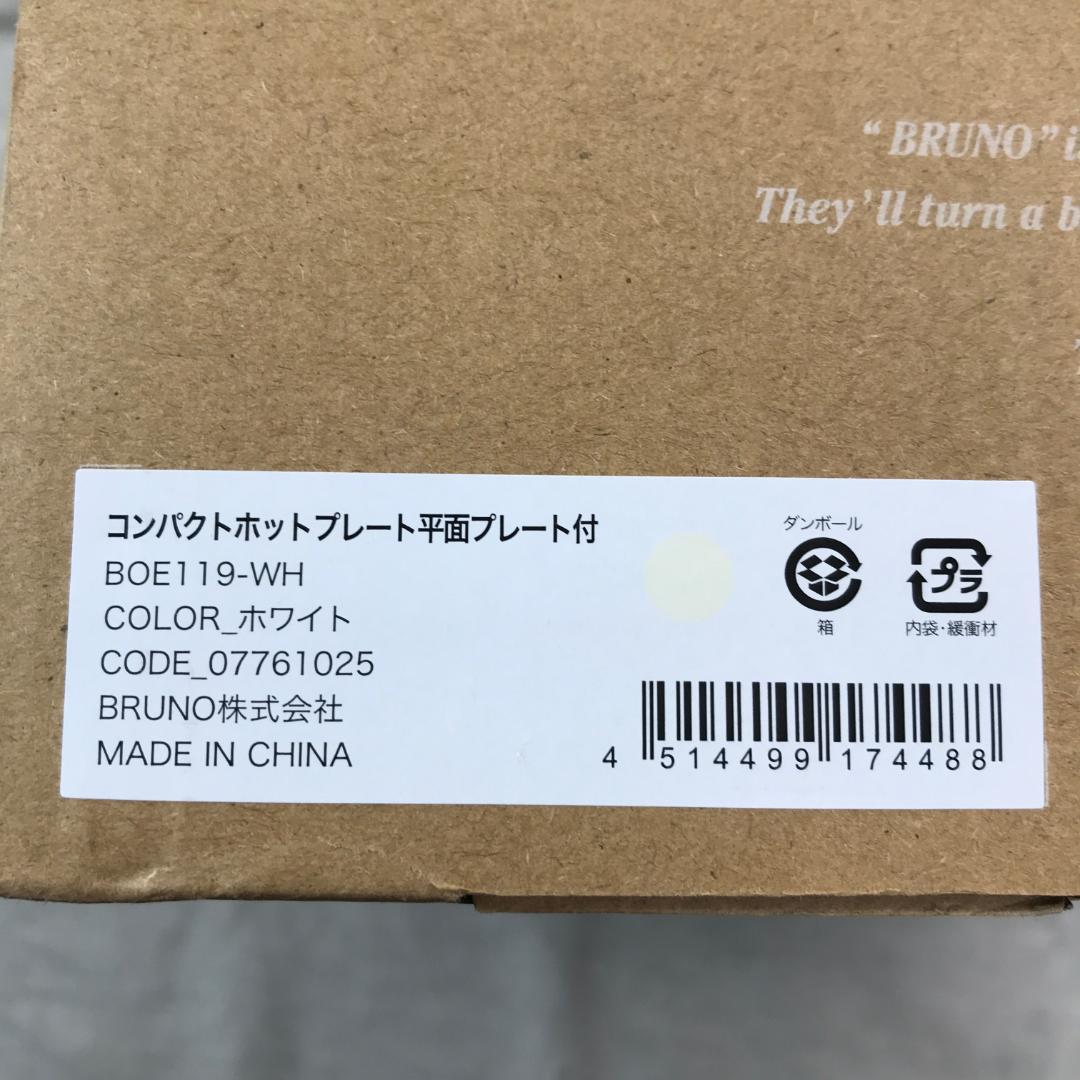 “BRUNO” i
They'll turn a b
コンパクトホットプレート平面プレート付
BOE119-WH
COLOR_ホワイト
CODE_07761025
BRUNO株式会社
MADE IN CHINA
ダンボール
箱
プラ
内袋・緩衝材
4 514499 174488